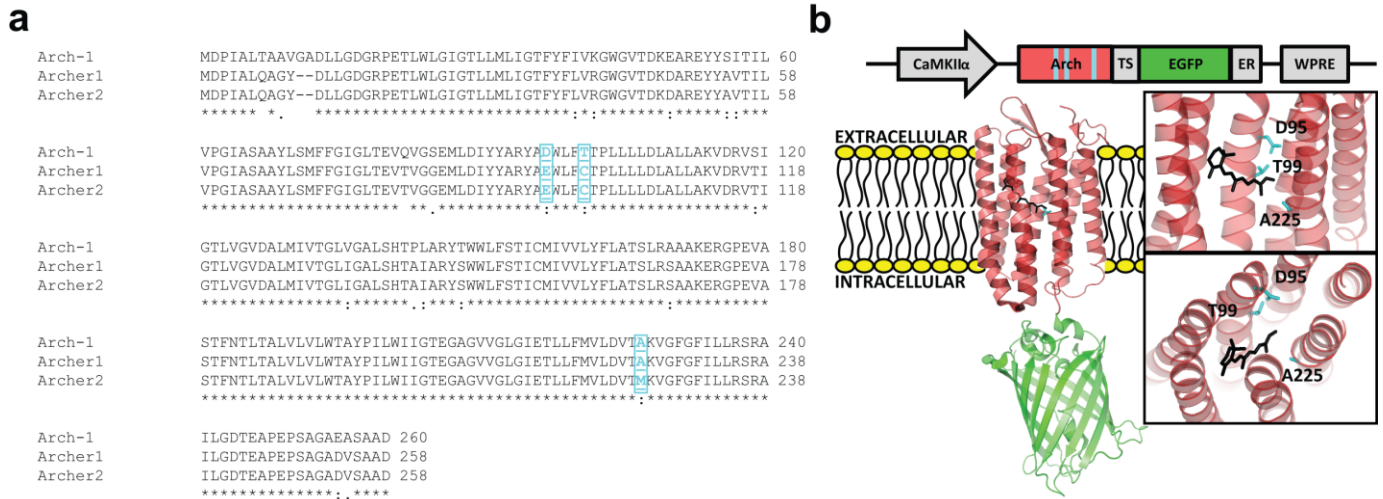 a
Arch-1 MDPIALTAAVGADLLGDGRPETLWLGIGTLLMLIGTFYFIVKGWGVTDKEAREYYSITIL 60
Archer1 MDPIALQAGY--DLLGDGRPETLWLGIGTLLMLIGTFYFLVRGWGVTDKDAREYYAVTIL 58
Archer2 MDPIALQAGY--DLLGDGRPETLWLGIGTLLMLIGTFYFLVRGWGVTDKDAREYYAVTIL 58
****** *. ***************************:*:*******:*****::***
Arch-1 VPGIASAAYLSMFFGIGLTEVQVGSEMLDIYYARYADWLFTTPLLLLDLALLAKVDRVSI 120
Archer1 VPGIASAAYLSMFFGIGLTEVTVGGEMLDIYYARYAEWLFCTPLLLLDLALLAKVDRVTI 118
Archer2 VPGIASAAYLSMFFGIGLTEVTVGGEMLDIYYARYAEWLFCTPLLLLDLALLAKVDRVTI 118
********************* **.***********:***:*****************:*
Arch-1 GTLVGVDALMIVTGLVGALSHTPLARYTWWLFSTICMIVVLYFLATSLRAAAKERGPEVA 180
Archer1 GTLVGVDALMIVTGLIGALSHTAIARYSWWLFSTICMIVVLYFLATSLRSAAKERGPEVA 178
Archer2 GTLVGVDALMIVTGLIGALSHTAIARYSWWLFSTICMIVVLYFLATSLRSAAKERGPEVA 178
***************:******.:***:*********************:**********
Arch-1 STFNTLTALVLVLWTAYPILWIIGTEGAGVVGLGIETLLFMVLDVTAKVGFGFILLRSRA 240
Archer1 STFNTLTALVLVLWTAYPILWIIGTEGAGVVGLGIETLLFMVLDVTAKVGFGFILLRSRA 238
Archer2 STFNTLTALVLVLWTAYPILWIIGTEGAGVVGLGIETLLFMVLDVTMKVGFGFILLRSRA 238
**********************************************:*************
Arch-1 ILGDTEAPEPSAGAEASAAD 260
Archer1 ILGDTEAPEPSAGADVSAAD 258
Archer2 ILGDTEAPEPSAGADVSAAD 258
**************:.****
b
CaMKIIα Arch TS EGFP ER WPRE
EXTRACELLULAR
INTRACELLULAR
D95
T99
A225
D95
T99
A225